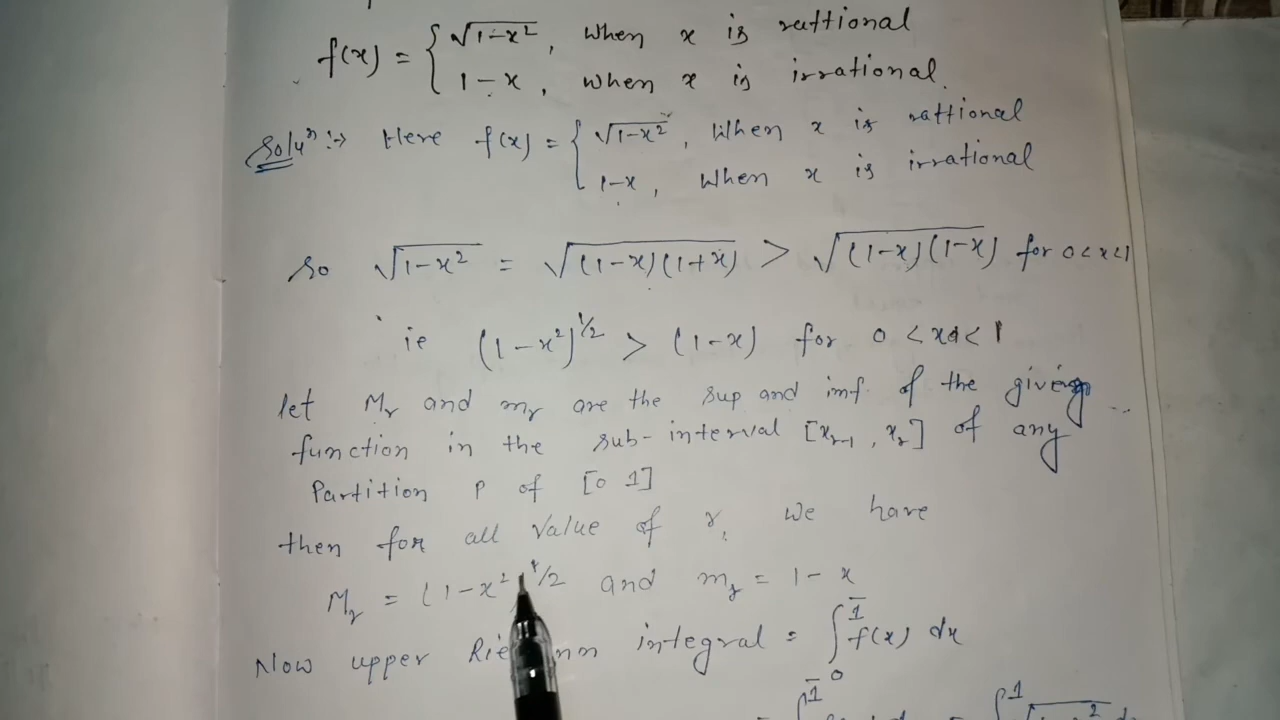 f(x) = { √1-x², When x is rattional
1-x, when x is irrational.
Soluⁿ :-> Here f(x) = { √1-x², When x is rattional
1-x, When x is irrational
so √1-x² = √(1-x)(1+x) > √(1-x)(1-x) for 0<x<1
ie (1-x²)^1/2 > (1-x) for 0 < x < 1
let Mr and mr are the sup and inf. of the given
function in the sub-interval [xr-1, xr] of any
Partition P of [0 1]
then for all value of r, we have
Mr = (1-x²)^1/2 and mr = 1-x
Now upper integral = ∫ f(x) dx